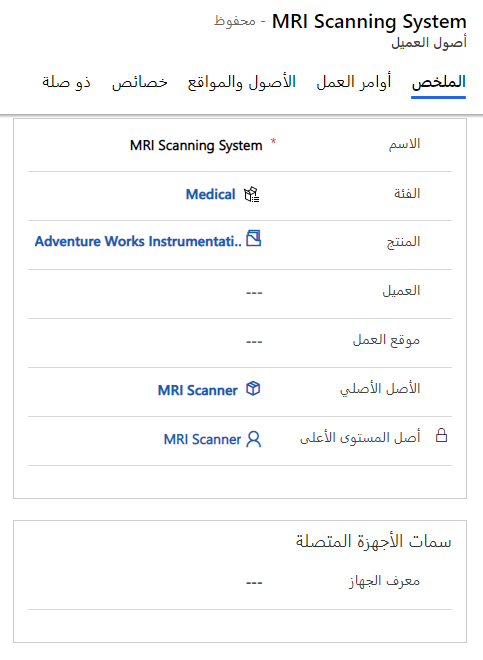 MRI Scanning System - محفوظ
أصول العميل
الملخص أوامر العمل الأصول والمواقع خصائص ذو صلة
الاسم * MRI Scanning System
الفئة Medical
المنتج Adventure Works Instrumentati..
العميل ---
موقع العمل ---
الأصل الأصلي MRI Scanner
أصل المستوى الأعلى MRI Scanner
سمات الأجهزة المتصلة
معرف الجهاز ---